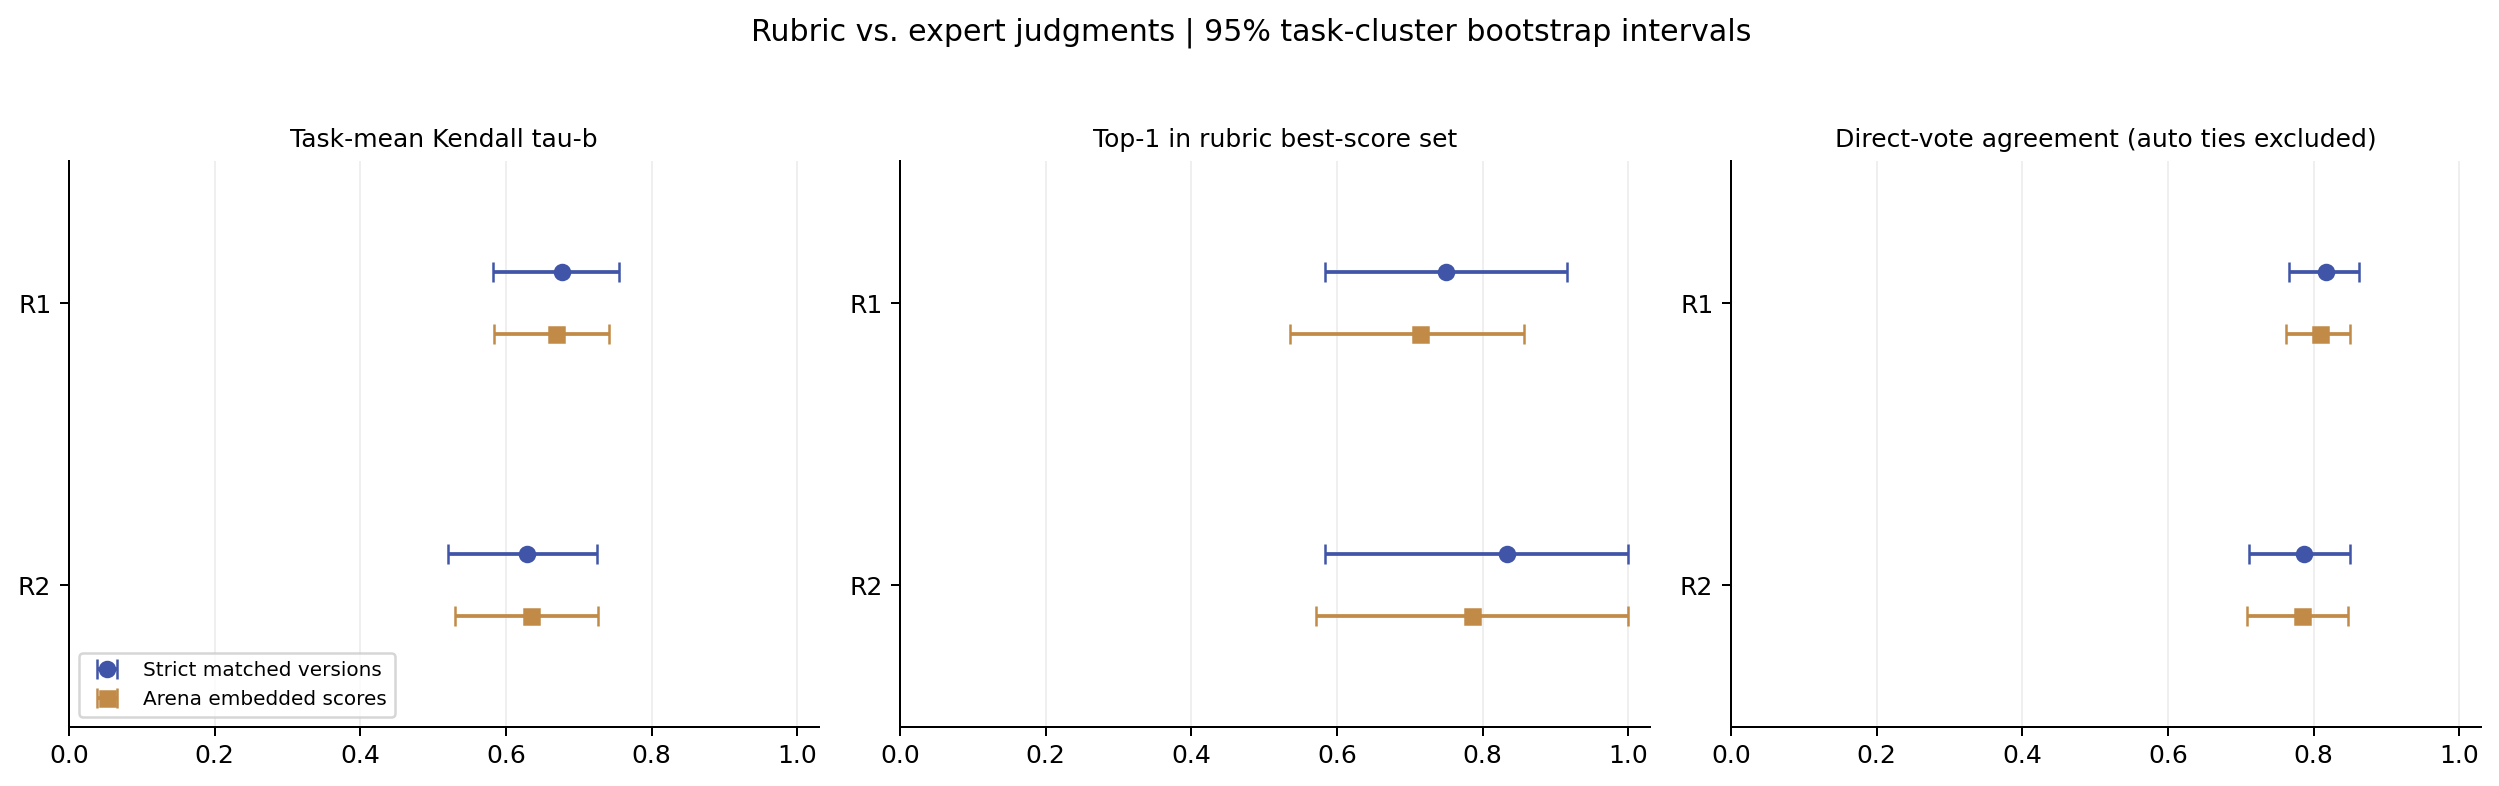 Rubric vs. expert judgments | 95% task-cluster bootstrap intervals
Task-mean Kendall tau-b
R1
R2
Strict matched versions
Arena embedded scores
0.0 0.2 0.4 0.6 0.8 1.0
Top-1 in rubric best-score set
R1
R2
0.0 0.2 0.4 0.6 0.8 1.0
Direct-vote agreement (auto ties excluded)
R1
R2
0.0 0.2 0.4 0.6 0.8 1.0